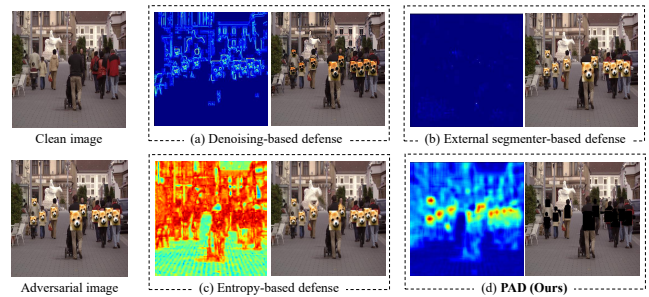 Clean image
(a) Denoising-based defense
(b) External segmenter-based defense
Adversarial image
(c) Entropy-based defense
(d) PAD (Ours)